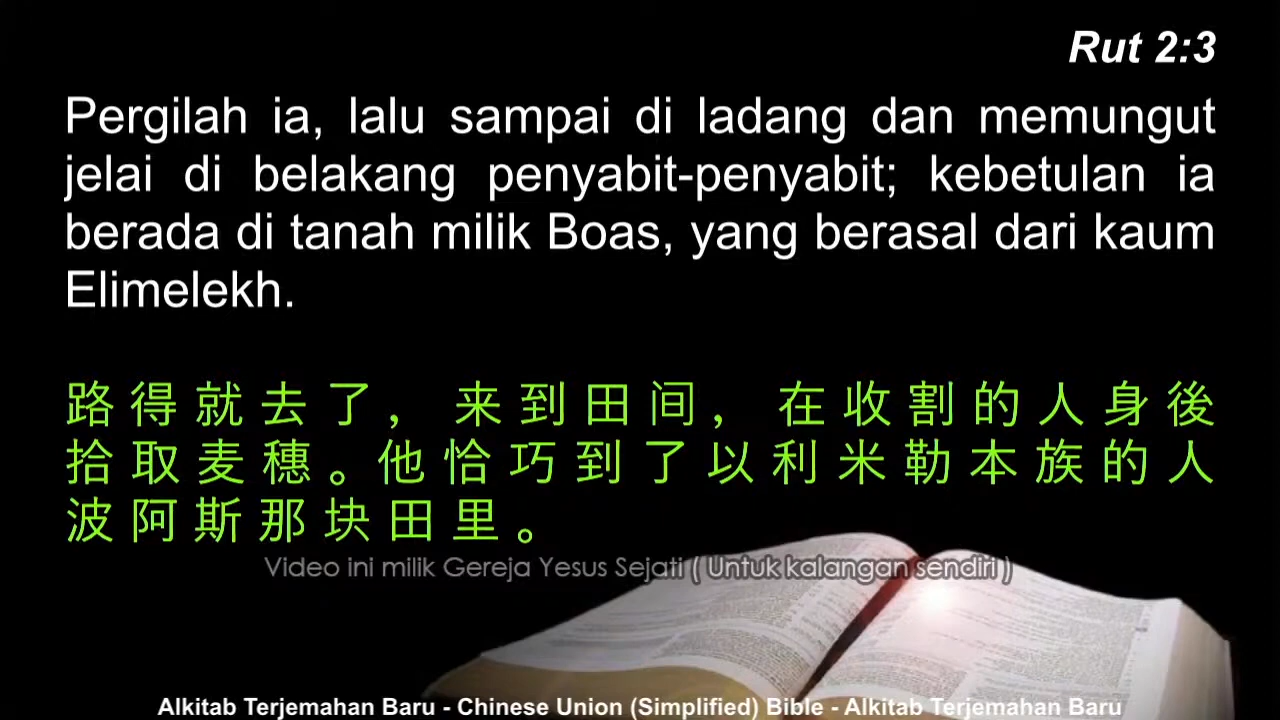 Rut 2:3
Pergilah ia, lalu sampai di ladang dan memungut
jelai di belakang penyabit-penyabit; kebetulan ia
berada di tanah milik Boas, yang berasal dari kaum
Elimelekh.
路得就去了，来到田间，在收割的人身後
拾取麦穗。他恰巧到了以利米勒本族的人
波阿斯那块田里。
Video ini milik Gereja Yesus Sejati ( Untuk kalangan sendiri )
Alkitab Terjemahan Baru - Chinese Union (Simplified) Bible - Alkitab Terjemahan Baru